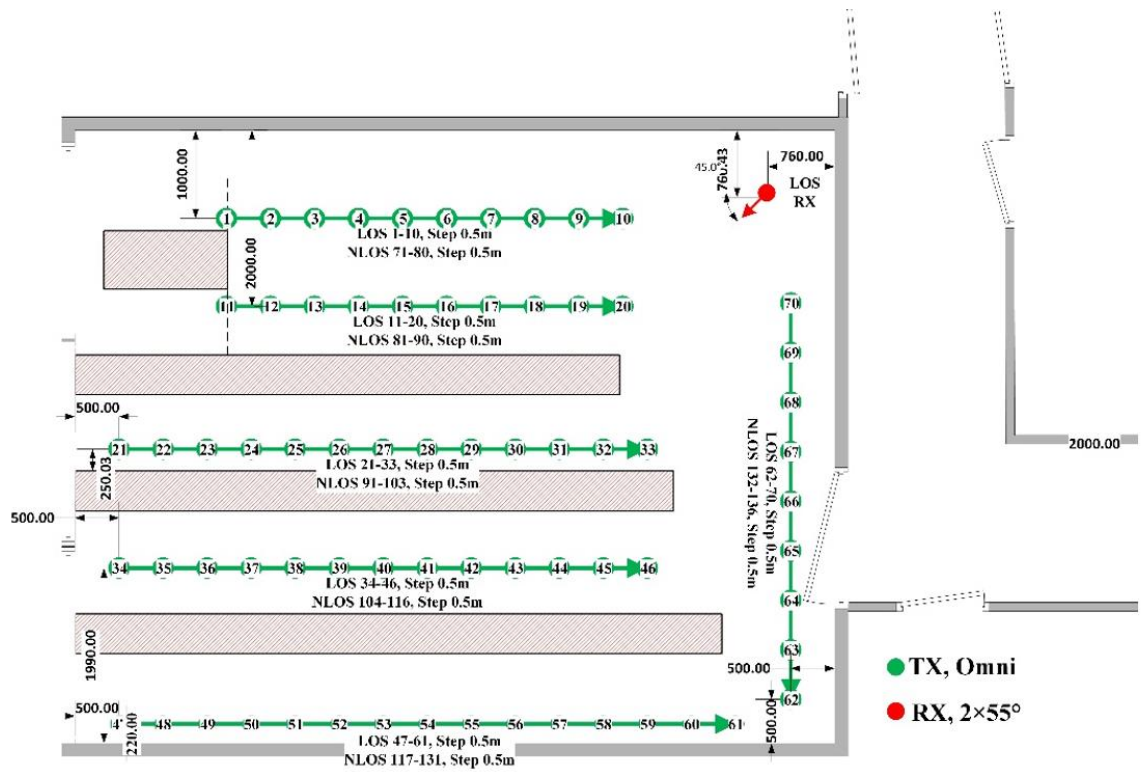 1000.00
2000.00
760.43
45.0°
760.00
LOS
RX
1 2 3 4 5 6 7 8 9 10
LOS 1-10, Step 0.5m
NLOS 71-80, Step 0.5m
11 12 13 14 15 16 17 18 19 20
LOS 11-20, Step 0.5m
NLOS 81-90, Step 0.5m
500.00
21 22 23 24 25 26 27 28 29 30 31 32 33
LOS 21-33, Step 0.5m
NLOS 91-103, Step 0.5m
250.03
500.00
34 35 36 37 38 39 40 41 42 43 44 45 46
LOS 34-46, Step 0.5m
NLOS 104-116, Step 0.5m
1990.00
500.00
220.00
48 49 50 51 52 53 54 55 56 57 58 59 60 61
LOS 47-61, Step 0.5m
NLOS 117-131, Step 0.5m
70
69
68
67
66
65
64
63
62
LOS 62-70, Step 0.5m
NLOS 132-136, Step 0.5m
500.00
500.00
2000.00
TX, Omni
RX, 2×55°